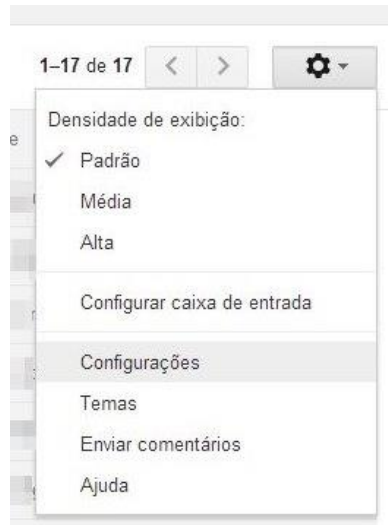 1–17 de 17
Densidade de exibição:
e
Padrão
Média
Alta
Configurar caixa de entrada
Configurações
Temas
Enviar comentários
Ajuda